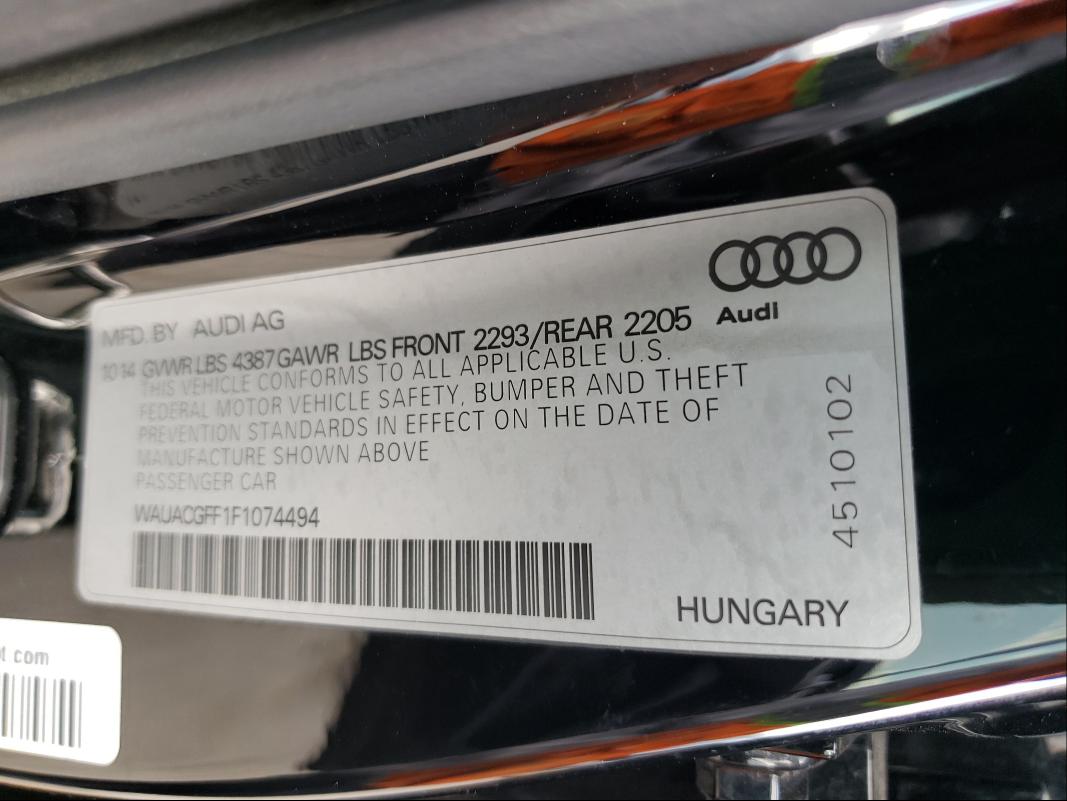 MFD. BY AUDI AG
Audi
10 14 GVWR LBS 4387 GAWR LBS FRONT 2293/REAR 2205
THIS VEHICLE CONFORMS TO ALL APPLICABLE U.S.
FEDERAL MOTOR VEHICLE SAFETY, BUMPER AND THEFT
PREVENTION STANDARDS IN EFFECT ON THE DATE OF
MANUFACTURE SHOWN ABOVE
PASSENGER CAR
WAUACGFF1F1074494
4510102
HUNGARY
.com